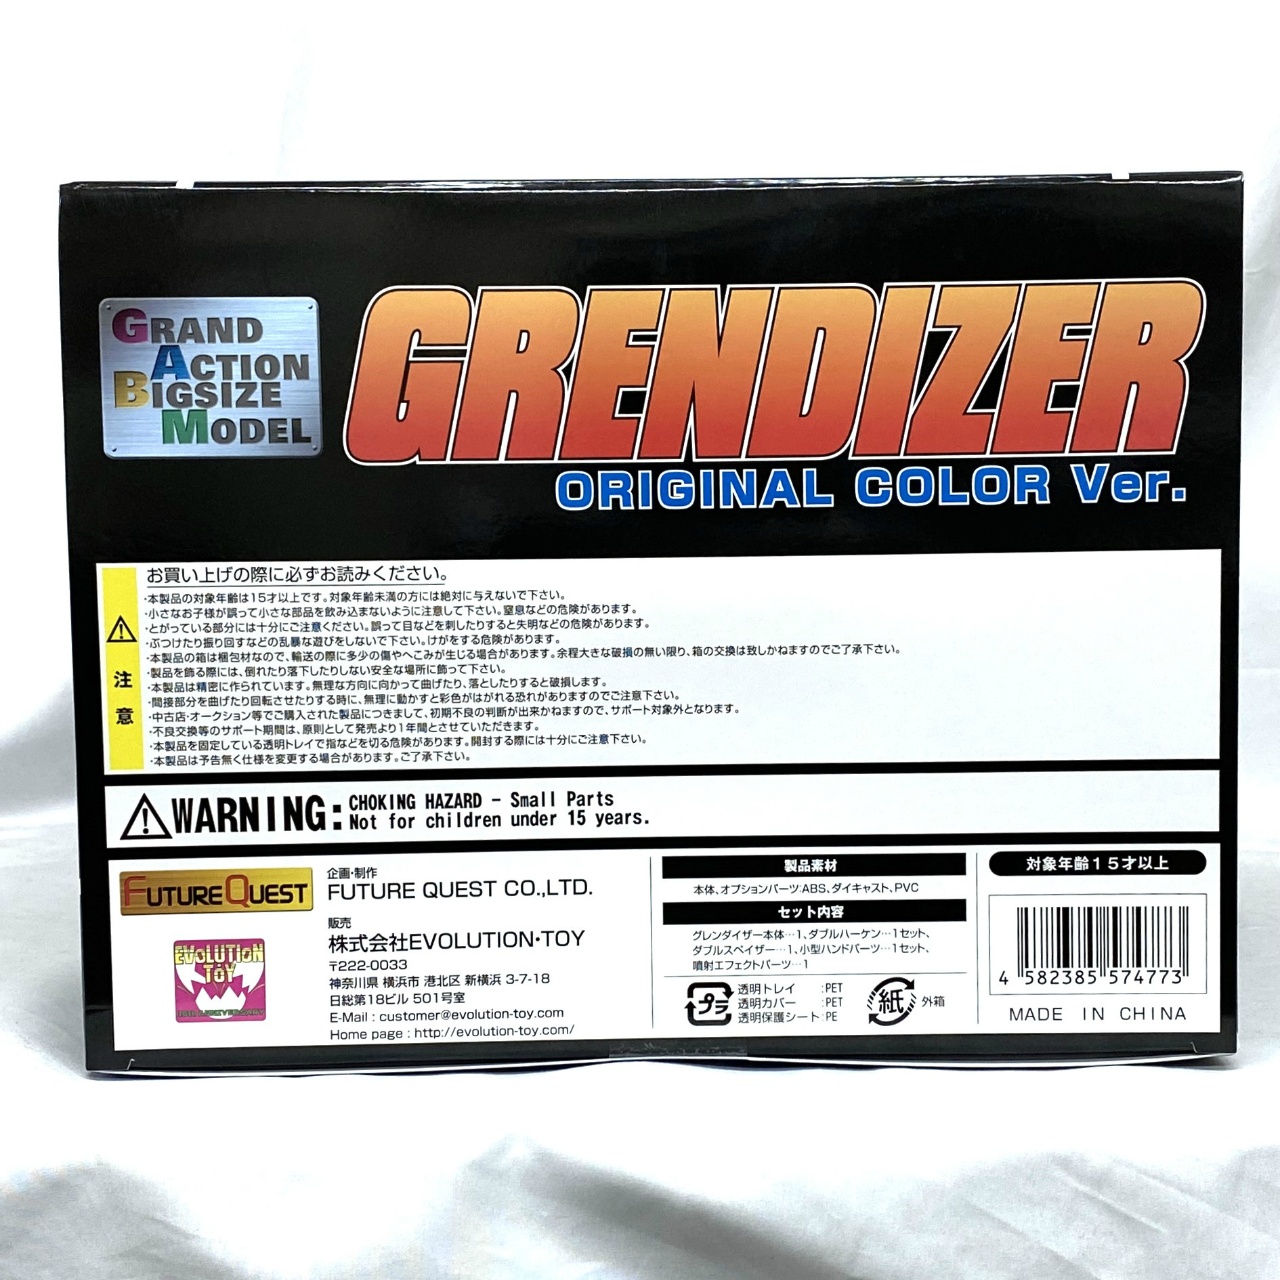 GRAND
ACTION
BIGSIZE
MODEL
GRENDIZER
ORIGINAL COLOR Ver.
注意
お買い上げの際に必ずお読みください。
・本製品の対象年齢は15才以上です。対象年齢未満の方には絶対に与えないで下さい。
・小さなお子様が誤って小さな部品を飲み込まないように注意して下さい。窒息などの危険があります。
・とがっている部分には十分にご注意ください。誤って目などを刺したりすると失明などの危険があります。
・ぶつけたり振り回すなどの乱暴な遊びをしないで下さい。けがをする危険があります。
・本製品の箱は梱包材なので、輸送の際に多少の傷やへこみが生じる場合があります。余程大きな破損の無い限り、箱の交換は致しかねますのでご了承下さい。
・製品を飾る際には、倒れたり落下したりしない安全な場所に飾って下さい。
・本製品は精密に作られています。無理な方向に向かって曲げたり、落としたりすると破損します。
・間接部分を曲げたり回転させたりする時に、無理に動かすと彩色がはがれる恐れがありますのでご注意下さい。
・中古店・オークション等でご購入された製品につきまして、初期不良の判断が出来かねますので、サポート対象外となります。
・不良交換等のサポート期間は、原則として発売より1年間とさせていただきます。
・本製品を固定している透明トレイで指などを切る危険があります。開封する際には十分にご注意下さい。
・本製品は予告無く仕様を変更する場合があります。ご了承下さい。
WARNING: CHOKING HAZARD - Small Parts
Not for children under 15 years.
FUTURE QUEST
企画・制作
FUTURE QUEST CO.,LTD.
EVOLUTION
TOY
10TH ANNIVERSARY
販売
株式会社EVOLUTION・TOY
〒222-0033
神奈川県 横浜市 港北区 新横浜 3-7-18
日総第18ビル 501号室
E-Mail : customer@evolution-toy.com
Home page : http://evolution-toy.com/
製品素材
本体、オプションパーツ:ABS、ダイキャスト、PVC
セット内容
グレンダイザー本体…1、ダブルハーケン…1セット、
ダブルスペイザー…1、小型ハンドパーツ…1セット、
噴射エフェクトパーツ…1
プラ
透明トレイ :PET
透明カバー :PET
透明保護シート:PE
紙 外箱
対象年齢15才以上
4 582385 574773
MADE IN CHINA